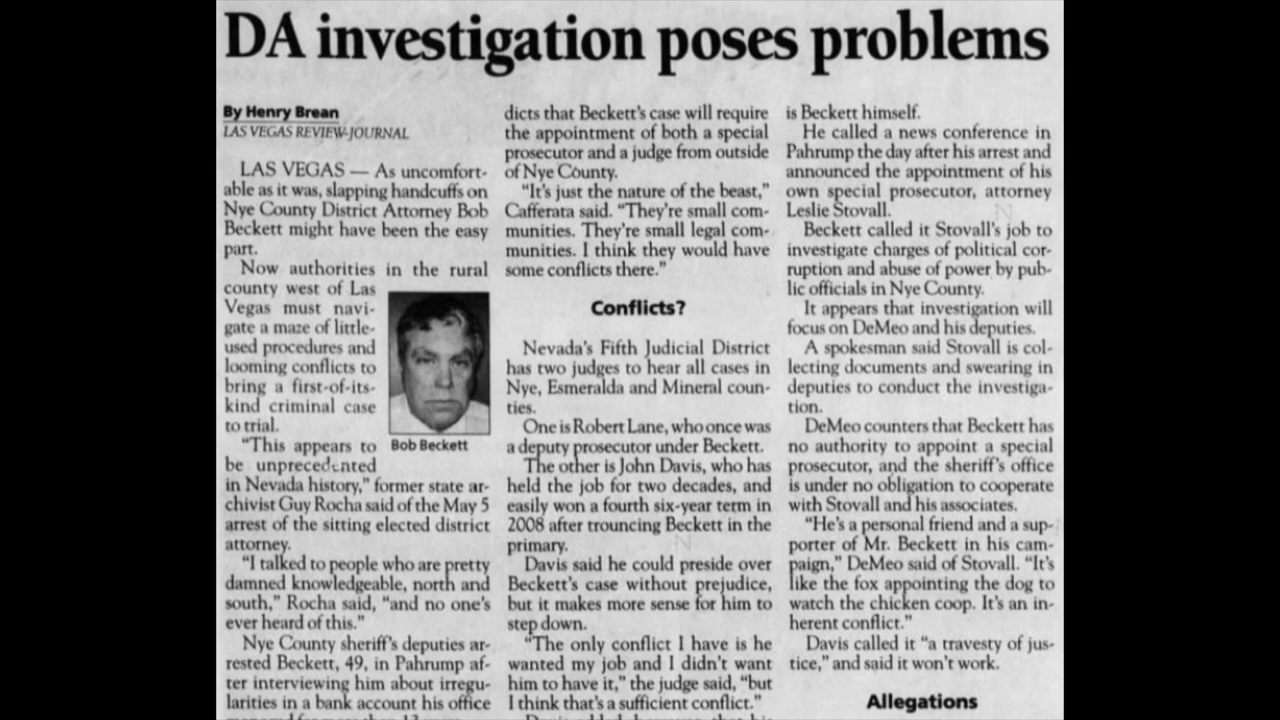 DA investigation poses problems
By Henry Brean
LAS VEGAS REVIEW-JOURNAL
LAS VEGAS — As uncomfort-
able as it was, slapping handcuffs on
Nye County District Attorney Bob
Beckett might have been the easy
part.
Now authorities in the rural
county west of Las
Vegas must navi-
gate a maze of little-
used procedures and
looming conflicts to
bring a first-of-its-
kind criminal case
to trial.
"This appears to
be unprecedented
in Nevada history," former state ar-
chivist Guy Rocha said of the May 5
arrest of the sitting elected district
attorney.
"I talked to people who are pretty
damned knowledgeable, north and
south," Rocha said, "and no one's
ever heard of this."
Nye County sheriff's deputies ar-
rested Beckett, 49, in Pahrump af-
ter interviewing him about irregu-
larities in a bank account his office
Bob Beckett
dicts that Beckett's case will require
the appointment of both a special
prosecutor and a judge from outside
of Nye County.
"It's just the nature of the beast,"
Cafferata said. "They're small com-
munities. They're small legal com-
munities. I think they would have
some conflicts there."
Conflicts?
Nevada's Fifth Judicial District
has two judges to hear all cases in
Nye, Esmeralda and Mineral coun-
ties.
One is Robert Lane, who once was
a deputy prosecutor under Beckett.
The other is John Davis, who has
held the job for two decades, and
easily won a fourth six-year term in
2008 after trouncing Beckett in the
primary.
Davis said he could preside over
Beckett's case without prejudice,
but it makes more sense for him to
step down.
"The only conflict I have is he
wanted my job and I didn't want
him to have it," the judge said, "but
I think that's a sufficient conflict."
is Beckett himself.
He called a news conference in
Pahrump the day after his arrest and
announced the appointment of his
own special prosecutor, attorney
Leslie Stovall.
Beckett called it Stovall's job to
investigate charges of political cor-
ruption and abuse of power by pub-
lic officials in Nye County.
It appears that investigation will
focus on DeMeo and his deputies.
A spokesman said Stovall is col-
lecting documents and swearing in
deputies to conduct the investiga-
tion.
DeMeo counters that Beckett has
no authority to appoint a special
prosecutor, and the sheriff's office
is under no obligation to cooperate
with Stovall and his associates.
"He's a personal friend and a sup-
porter of Mr. Beckett in his cam-
paign," DeMeo said of Stovall. "It's
like the fox appointing the dog to
watch the chicken coop. It's an in-
herent conflict."
Davis called it "a travesty of jus-
tice," and said it won't work.
Allegations